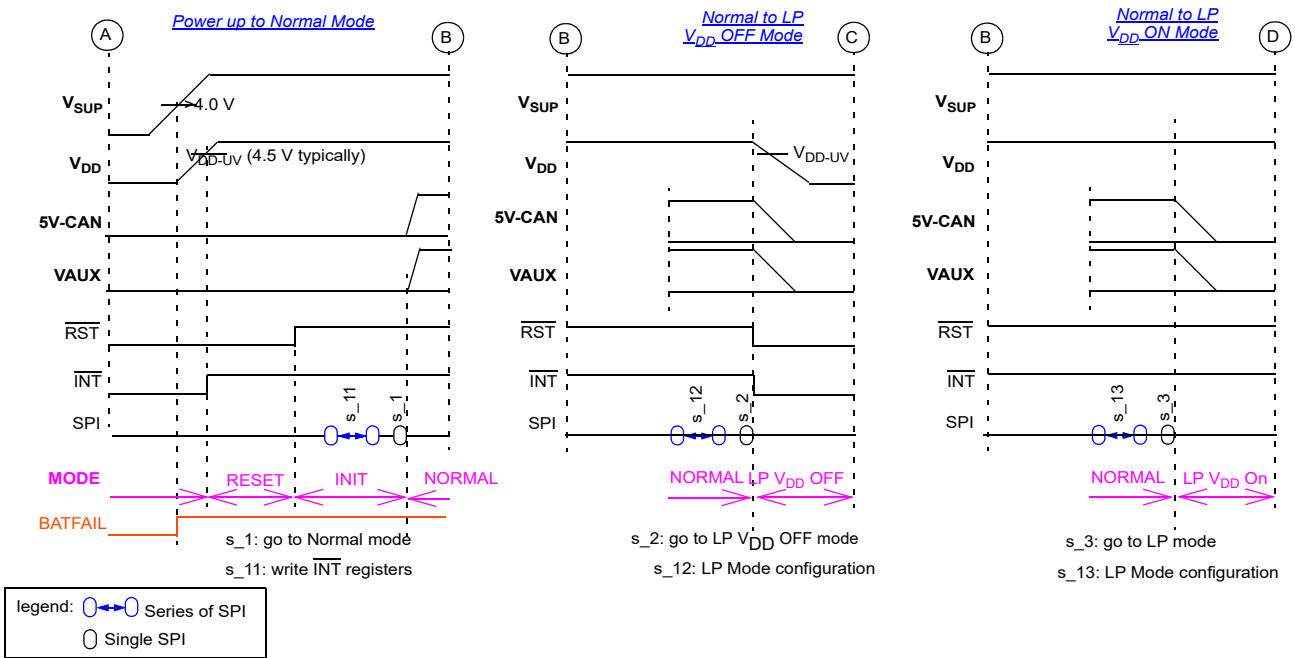 Power up to Normal Mode
A
B
VSUP
4.0 V
VDD
VDD-UV (4.5 V typically)
5V-CAN
VAUX
RST
INT
SPI
s_11
s_1
MODE
RESET
INIT
NORMAL
BATFAIL
s_1: go to Normal mode
s_11: write INT registers
legend:
Series of SPI
Single SPI
Normal to LP
VDD OFF Mode
B
C
VSUP
VDD
VDD-UV
5V-CAN
VAUX
RST
INT
SPI
s_12
s_2
NORMAL
LP VDD OFF
s_2: go to LP VDD OFF mode
s_12: LP Mode configuration
Normal to LP
VDD ON Mode
B
D
VSUP
VDD
5V-CAN
VAUX
RST
INT
SPI
s_13
s_3
NORMAL
LP VDD On
s_3: go to LP mode
s_13: LP Mode configuration